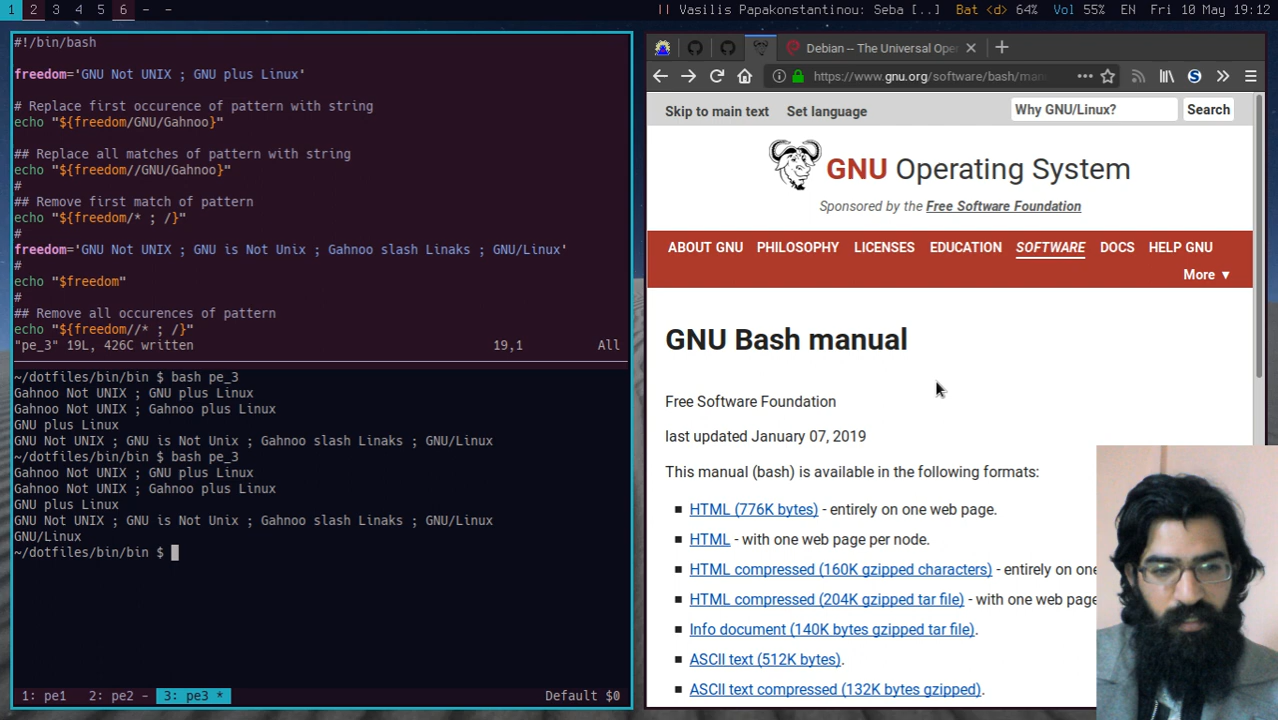 1 2 3 4 5 6 - -
|| Vasilis Papakonstantinou: Seba [..] Bat <d> 64% Vol 55% EN Fri 10 May 19:12
#!/bin/bash
freedom='GNU Not UNIX ; GNU plus Linux'
# Replace first occurence of pattern with string
echo "${freedom/GNU/Gahnoo}"
## Replace all matches of pattern with string
echo "${freedom//GNU/Gahnoo}"
#
## Remove first match of pattern
echo "${freedom/* ; /}"
#
freedom='GNU Not UNIX ; GNU is Not Unix ; Gahnoo slash Linaks ; GNU/Linux'
#
echo "$freedom"
#
## Remove all occurences of pattern
echo "${freedom//* ; /}"
"pe_3" 19L, 426C written 19,1 All
~/dotfiles/bin/bin $ bash pe_3
Gahnoo Not UNIX ; GNU plus Linux
Gahnoo Not UNIX ; Gahnoo plus Linux
GNU plus Linux
GNU Not UNIX ; GNU is Not Unix ; Gahnoo slash Linaks ; GNU/Linux
~/dotfiles/bin/bin $ bash pe_3
Gahnoo Not UNIX ; GNU plus Linux
Gahnoo Not UNIX ; Gahnoo plus Linux
GNU plus Linux
GNU Not UNIX ; GNU is Not Unix ; Gahnoo slash Linaks ; GNU/Linux
GNU/Linux
~/dotfiles/bin/bin $
1: pe1 2: pe2 - 3: pe3 * Default $0
Debian -- The Universal Ope
https://www.gnu.org/software/bash/man
Skip to main text Set language Why GNU/Linux? Search
GNU Operating System
Sponsored by the Free Software Foundation
ABOUT GNU PHILOSOPHY LICENSES EDUCATION SOFTWARE DOCS HELP GNU
More ▼
GNU Bash manual
Free Software Foundation
last updated January 07, 2019
This manual (bash) is available in the following formats:
HTML (776K bytes) - entirely on one web page.
HTML - with one web page per node.
HTML compressed (160K gzipped characters) - entirely on one
HTML compressed (204K gzipped tar file) - with one web page
Info document (140K bytes gzipped tar file).
ASCII text (512K bytes).
ASCII text compressed (132K bytes gzipped).